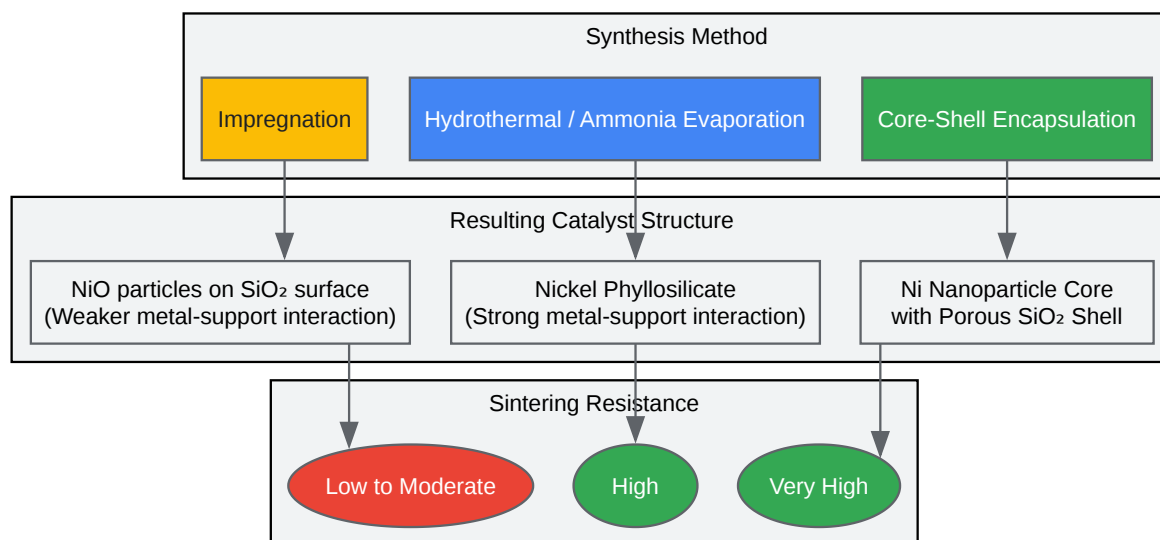 Synthesis Method
Impregnation
Hydrothermal / Ammonia Evaporation
Core-Shell Encapsulation
Resulting Catalyst Structure
NiO particles on SiO₂ surface
(Weaker metal-support interaction)
Nickel Phyllosilicate
(Strong metal-support interaction)
Ni Nanoparticle Core
with Porous SiO₂ Shell
Sintering Resistance
Low to Moderate
High
Very High